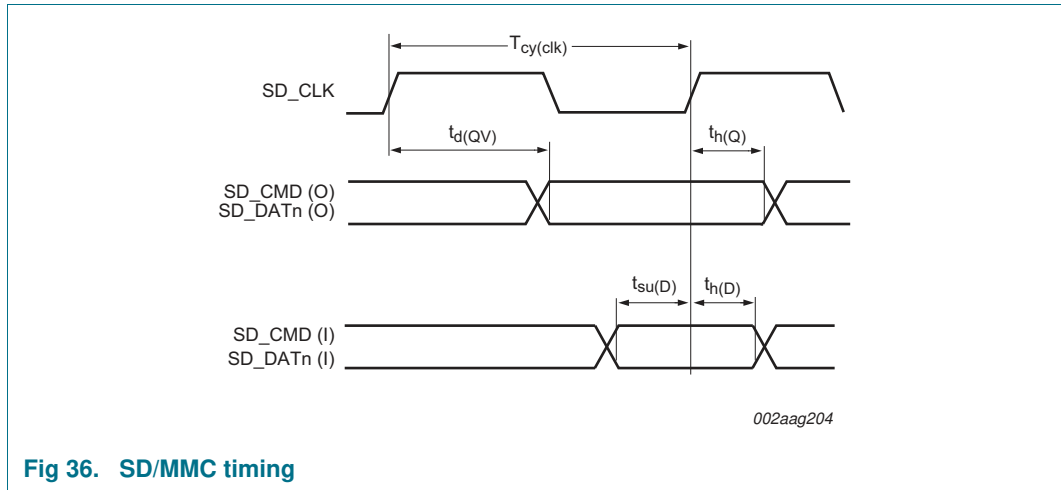 Tcy(clk)
SD_CLK
td(QV)
th(Q)
SD_CMD (O)
SD_DATn (O)
tsu(D)
th(D)
SD_CMD (I)
SD_DATn (I)
002aag204
Fig 36. SD/MMC timing